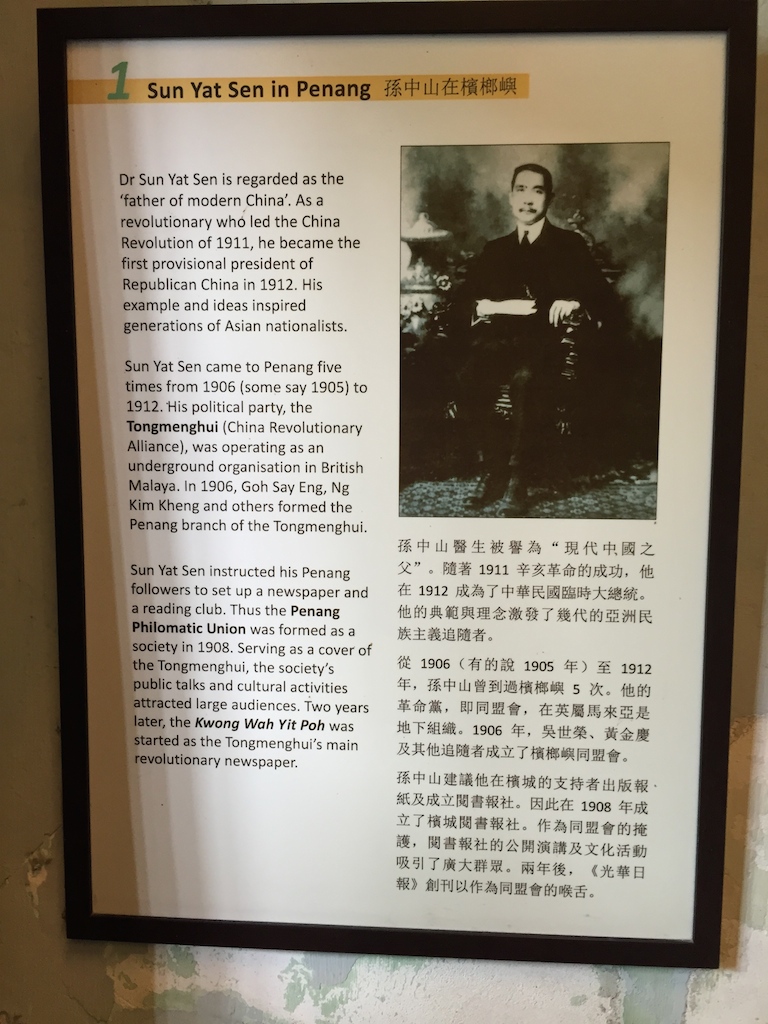 1 Sun Yat Sen in Penang 孫中山在檳榔嶼
Dr Sun Yat Sen is regarded as the
'father of modern China'. As a
revolutionary who led the China
Revolution of 1911, he became the
first provisional president of
Republican China in 1912. His
example and ideas inspired
generations of Asian nationalists.
Sun Yat Sen came to Penang five
times from 1906 (some say 1905) to
1912. His political party, the
Tongmenghui (China Revolutionary
Alliance), was operating as an
underground organisation in British
Malaya. In 1906, Goh Say Eng, Ng
Kim Kheng and others formed the
Penang branch of the Tongmenghui.
Sun Yat Sen instructed his Penang
followers to set up a newspaper and
a reading club. Thus the Penang
Philomatic Union was formed as a
society in 1908. Serving as a cover of
the Tongmenghui, the society's
public talks and cultural activities
attracted large audiences. Two years
later, the Kwong Wah Yit Poh was
started as the Tongmenghui's main
revolutionary newspaper.
孫中山醫生被譽為“現代中國之
父”。隨著 1911 辛亥革命的成功，他
在 1912 成為了中華民國臨時大總統。
他的典範與理念激發了幾代的亞洲民
族主義追隨者。
從 1906（有的說 1905 年）至 1912
年，孫中山曾到過檳榔嶼 5 次。他的
革命黨，即同盟會，在英屬馬來亞是
地下組織。1906 年，吳世榮、黃金慶
及其他追隨者成立了檳榔嶼同盟會。
孫中山建議他在檳城的支持者出版報
紙及成立閱書報社。因此在 1908 年成
立了檳城閱書報社。作為同盟會的掩
護，閱書報社的公開演講及文化活動
吸引了廣大群眾。兩年後，《光華日
報》創刊以作為同盟會的喉舌。